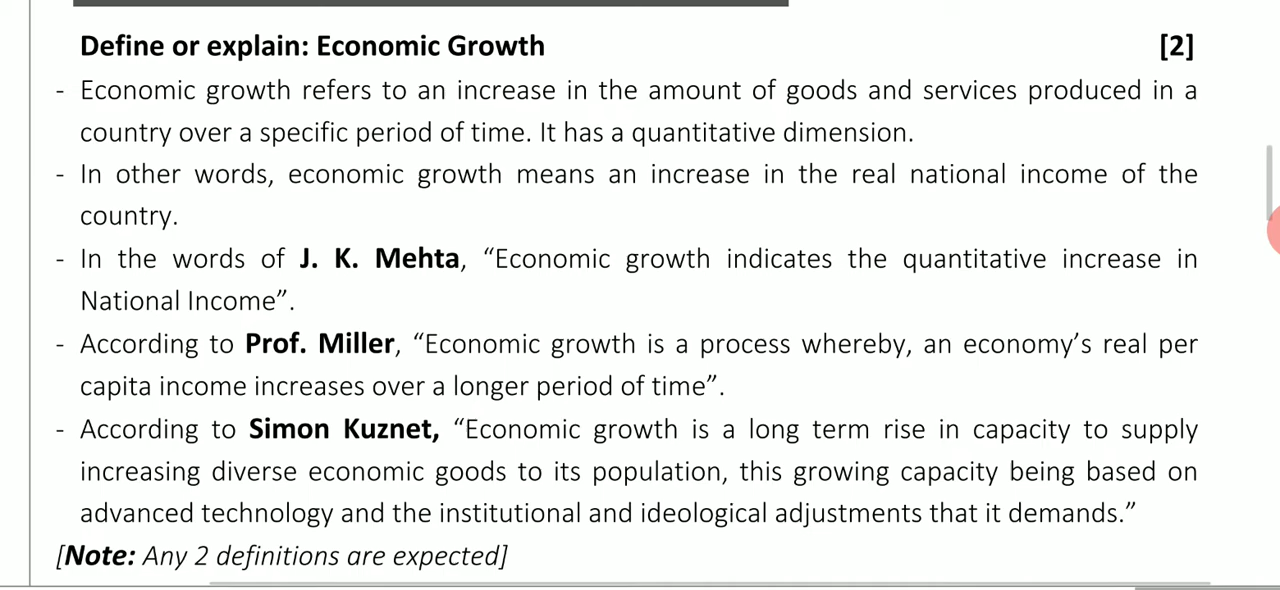 Define or explain: Economic Growth [2]
- Economic growth refers to an increase in the amount of goods and services produced in a
country over a specific period of time. It has a quantitative dimension.
- In other words, economic growth means an increase in the real national income of the
country.
- In the words of J. K. Mehta, “Economic growth indicates the quantitative increase in
National Income”.
- According to Prof. Miller, “Economic growth is a process whereby, an economy’s real per
capita income increases over a longer period of time”.
- According to Simon Kuznet, “Economic growth is a long term rise in capacity to supply
increasing diverse economic goods to its population, this growing capacity being based on
advanced technology and the institutional and ideological adjustments that it demands.”
[Note: Any 2 definitions are expected]